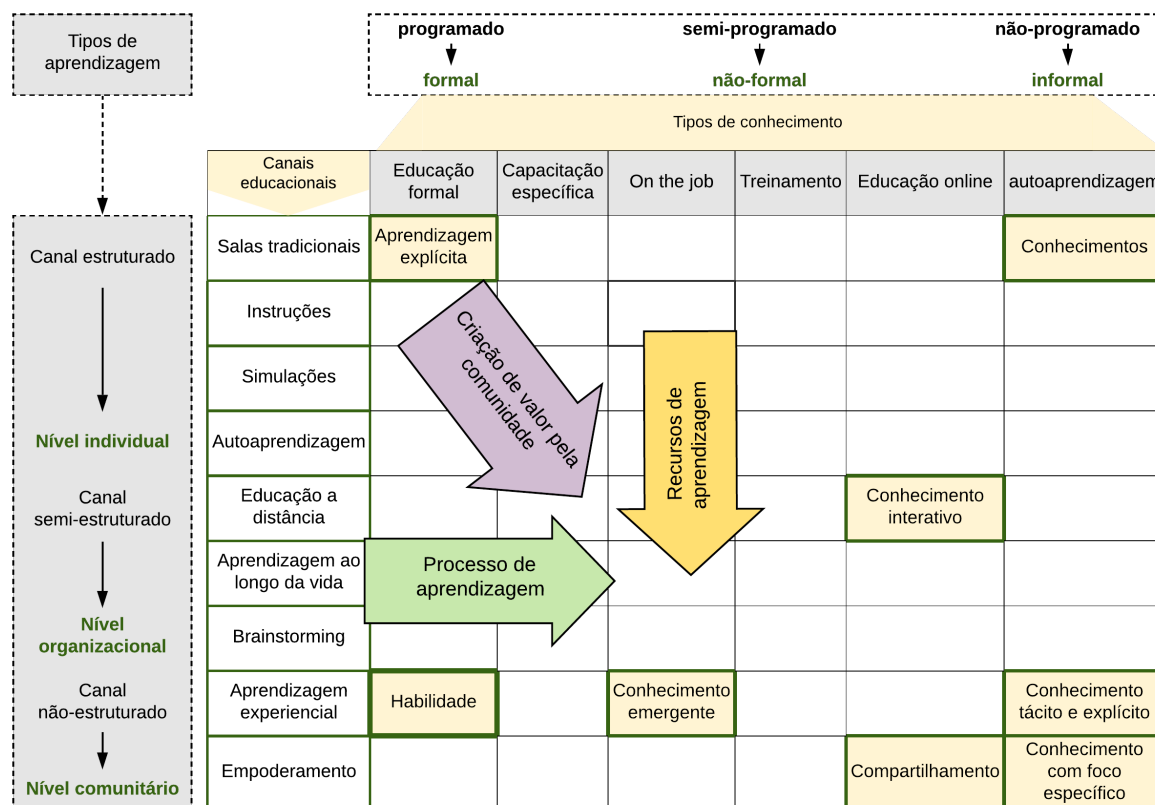 Tipos de
aprendizagem
programado
semi-programado
não-programado
formal
não-formal
informal
Tipos de conhecimento
Canais
educacionais
Educação
formal
Capacitação
específica
On the job
Treinamento
Educação online
autoaprendizagem
Canal estruturado
Nível individual
Canal
semi-estruturado
Nível
organizacional
Canal
não-estruturado
Nível comunitário
Salas tradicionais
Aprendizagem
explícita
Conhecimentos
Instruções
Simulações
Autoaprendizagem
Educação a
distância
Conhecimento
interativo
Aprendizagem ao
longo da vida
Brainstorming
Aprendizagem
experiencial
Habilidade
Conhecimento
emergente
Conhecimento
tácito e explícito
Empoderamento
Compartilhamento
Conhecimento
com foco
específico
Criação de valor pela
comunidade
Recursos de
aprendizagem
Processo de
aprendizagem